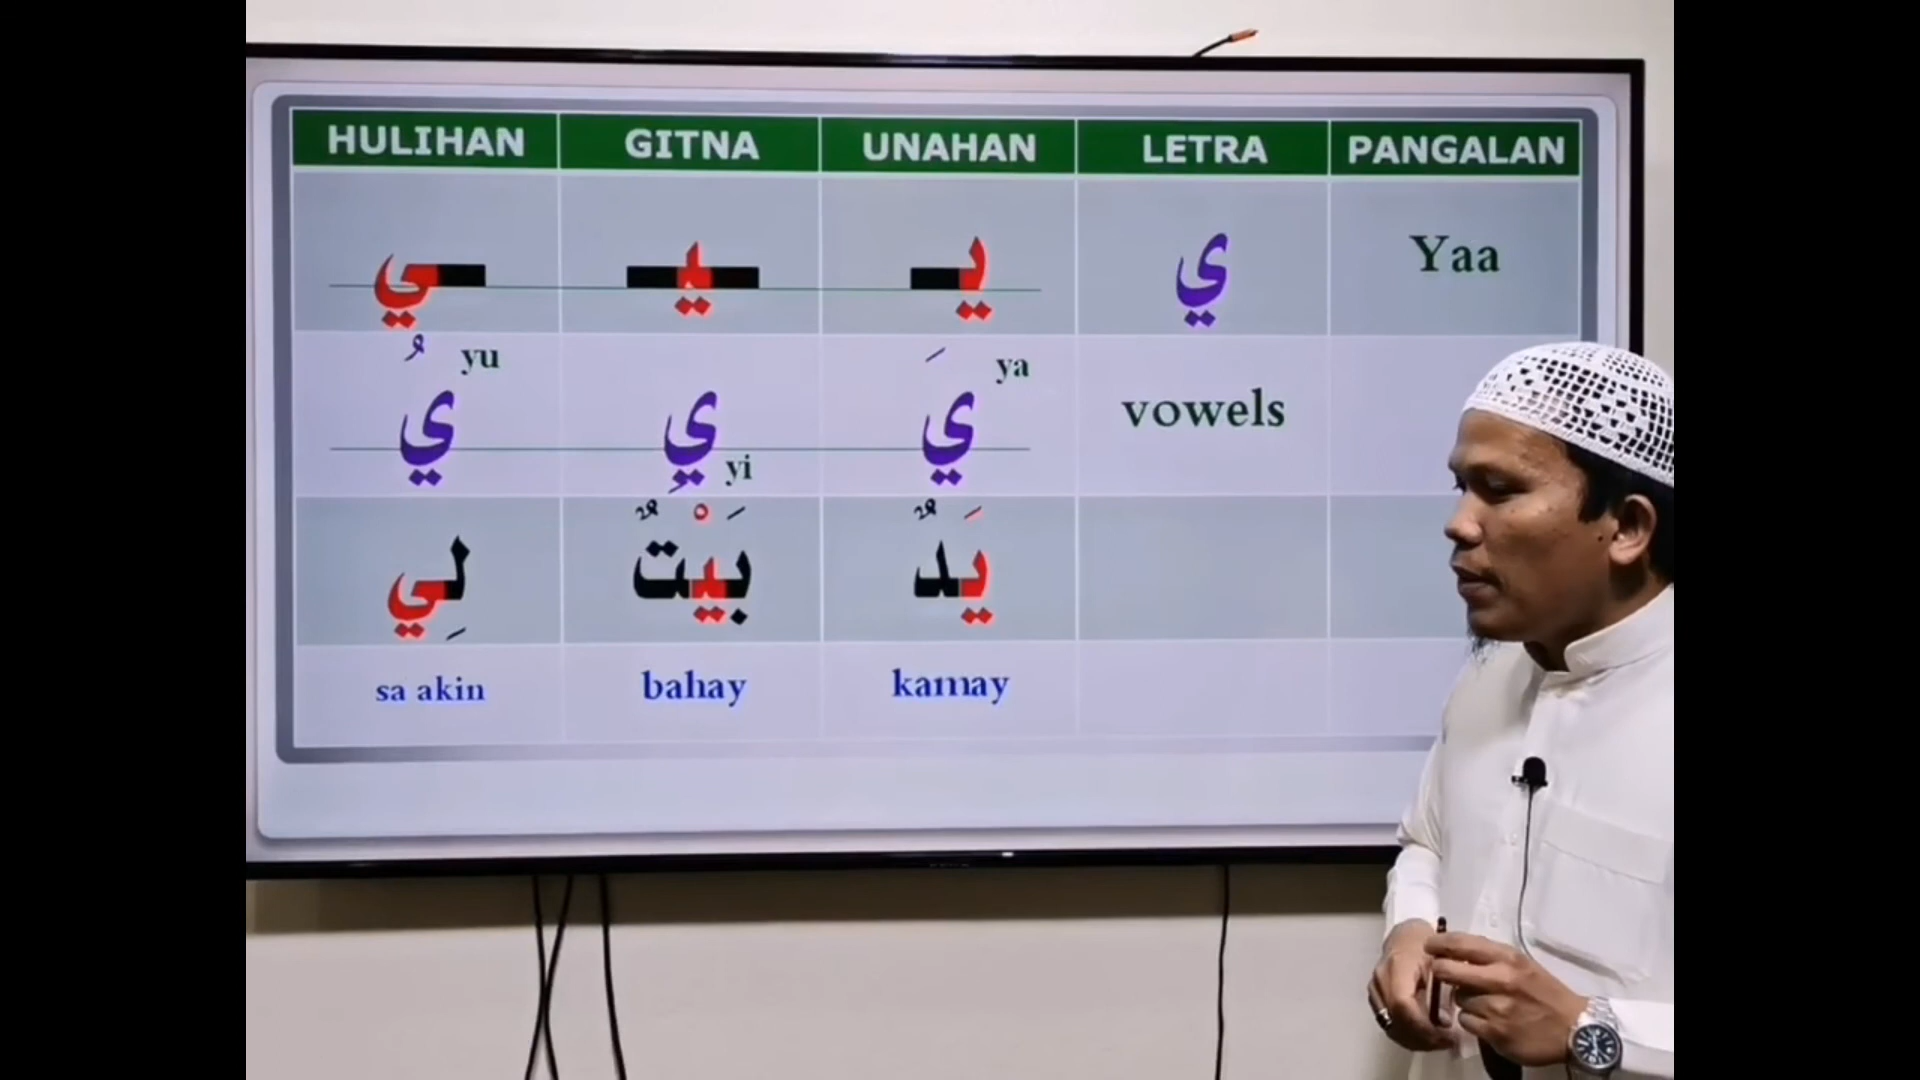 HULIHAN GITNA UNAHAN LETRA PANGALAN
ـي ـيـ يـ ي Yaa
يُ yu يِ yi يَ ya vowels
لِي بَيْتٌ يَدٌ
sa akin bahay kamay